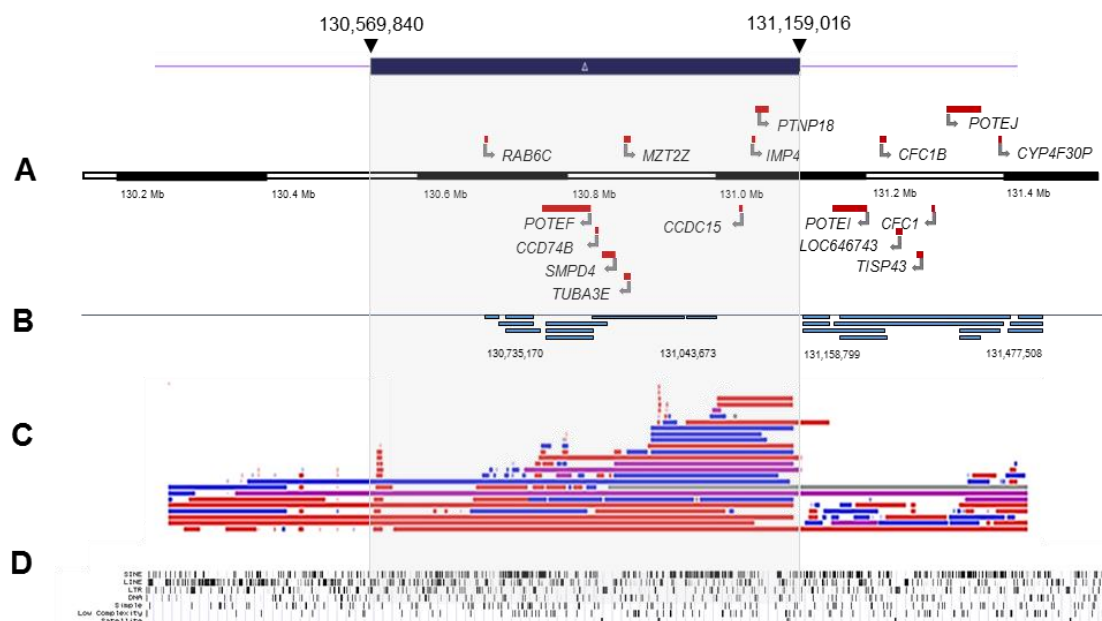 130,569,840 131,159,016
PTNP18 POTEJ
RAB6C MZT2Z IMP4 CFC1B CYP4F30P
A
130.2 Mb 130.4 Mb 130.6 Mb 130.8 Mb 131.0 Mb 131.2 Mb 131.4 Mb
POTEF CCDC15 POTEI CFC1
CCD74B LOC646743
SMPD4 TISP43
TUBA3E
B
130,735,170 131,043,673 131,158,799 131,477,508
C
D
SINE
LINE
LTR
DNA
Simple
Low Complexity
Satellite